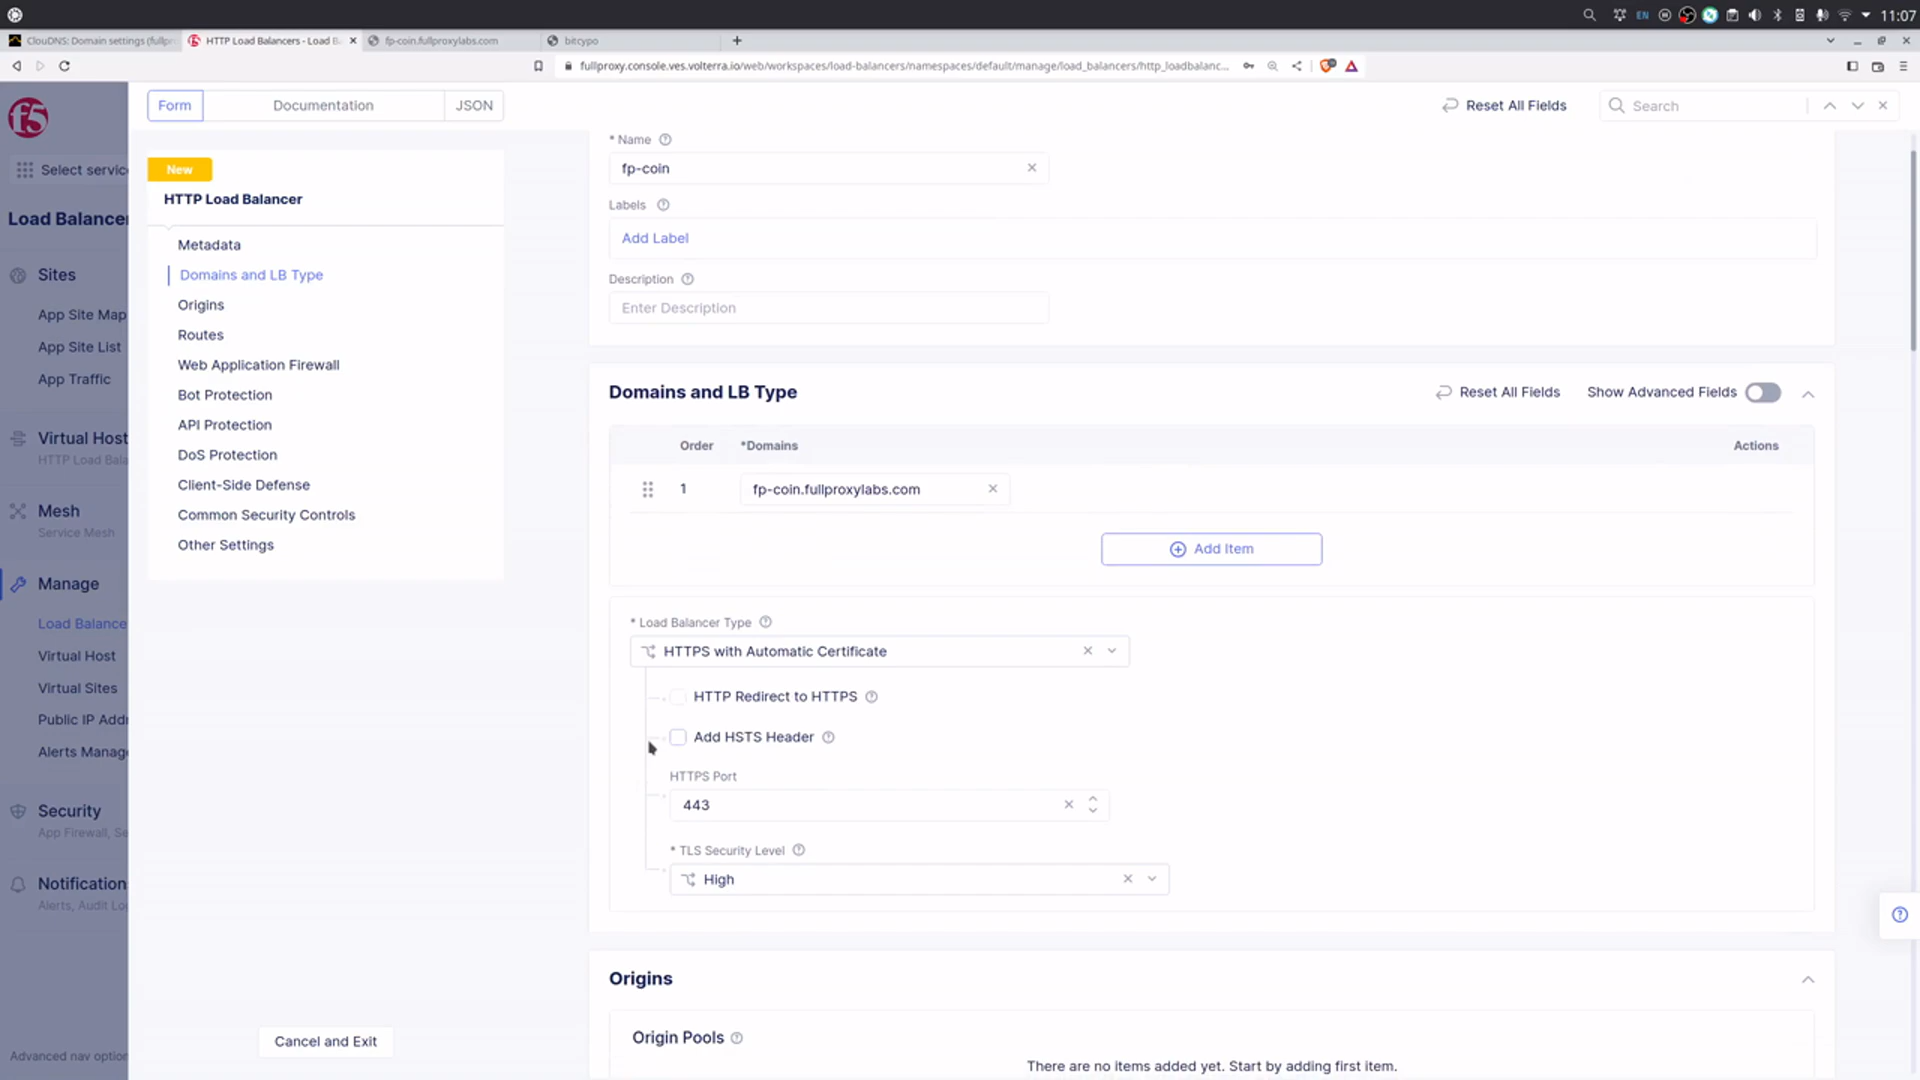 EN
11:07
ClouDNS: Domain settings (fullpr
HTTP Load Balancers - Load B
fp-coin.fullproxylabs.com
bitcypo
fullproxy.console.ves.volterra.io/web/workspaces/load-balancers/namespaces/default/manage/load_balancers/http_loadbalanc...
f5
Form
Documentation
JSON
Reset All Fields
Search
Select servic
New
HTTP Load Balancer
Load Balancer
Metadata
Domains and LB Type
Origins
Routes
Web Application Firewall
Bot Protection
API Protection
DoS Protection
Client-Side Defense
Common Security Controls
Other Settings
Sites
App Site Map
App Site List
App Traffic
Virtual Host
HTTP Load Bala
Mesh
Service Mesh
Manage
Load Balance
Virtual Host
Virtual Sites
Public IP Addr
Alerts Manage
Security
App Firewall, Se
Notification
Alerts, Audit Lo
Advanced nav option
Cancel and Exit
* Name
fp-coin
Labels
Add Label
Description
Enter Description
Domains and LB Type
Reset All Fields
Show Advanced Fields
Order
*Domains
Actions
1
fp-coin.fullproxylabs.com
Add Item
* Load Balancer Type
HTTPS with Automatic Certificate
HTTP Redirect to HTTPS
Add HSTS Header
HTTPS Port
443
* TLS Security Level
High
Origins
Origin Pools
There are no items added yet. Start by adding first item.